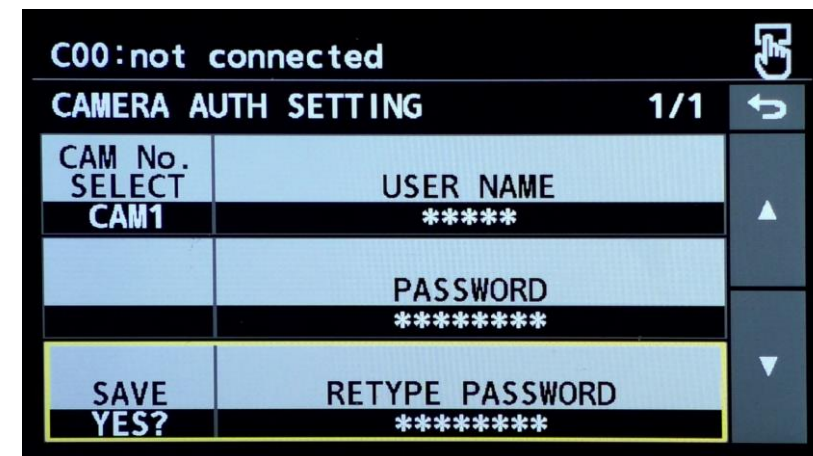 C00:not connected
CAMERA AUTH SETTING 1/1
CAM No.
SELECT
CAM1
USER NAME
*****
PASSWORD
********
SAVE
YES?
RETYPE PASSWORD
********